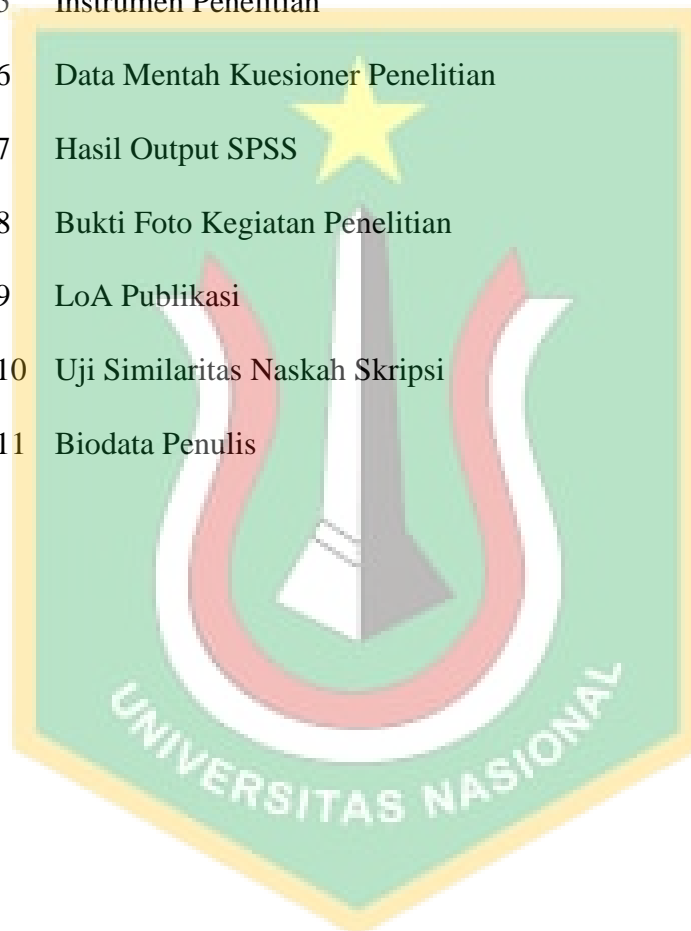 5 Instrumen Penelitian
6 Data Mentah Kuesioner Penelitian
7 Hasil Output SPSS
8 Bukti Foto Kegiatan Penelitian
9 LoA Publikasi
10 Uji Similaritas Naskah Skripsi
11 Biodata Penulis
UNIVERSITAS NASIONAL